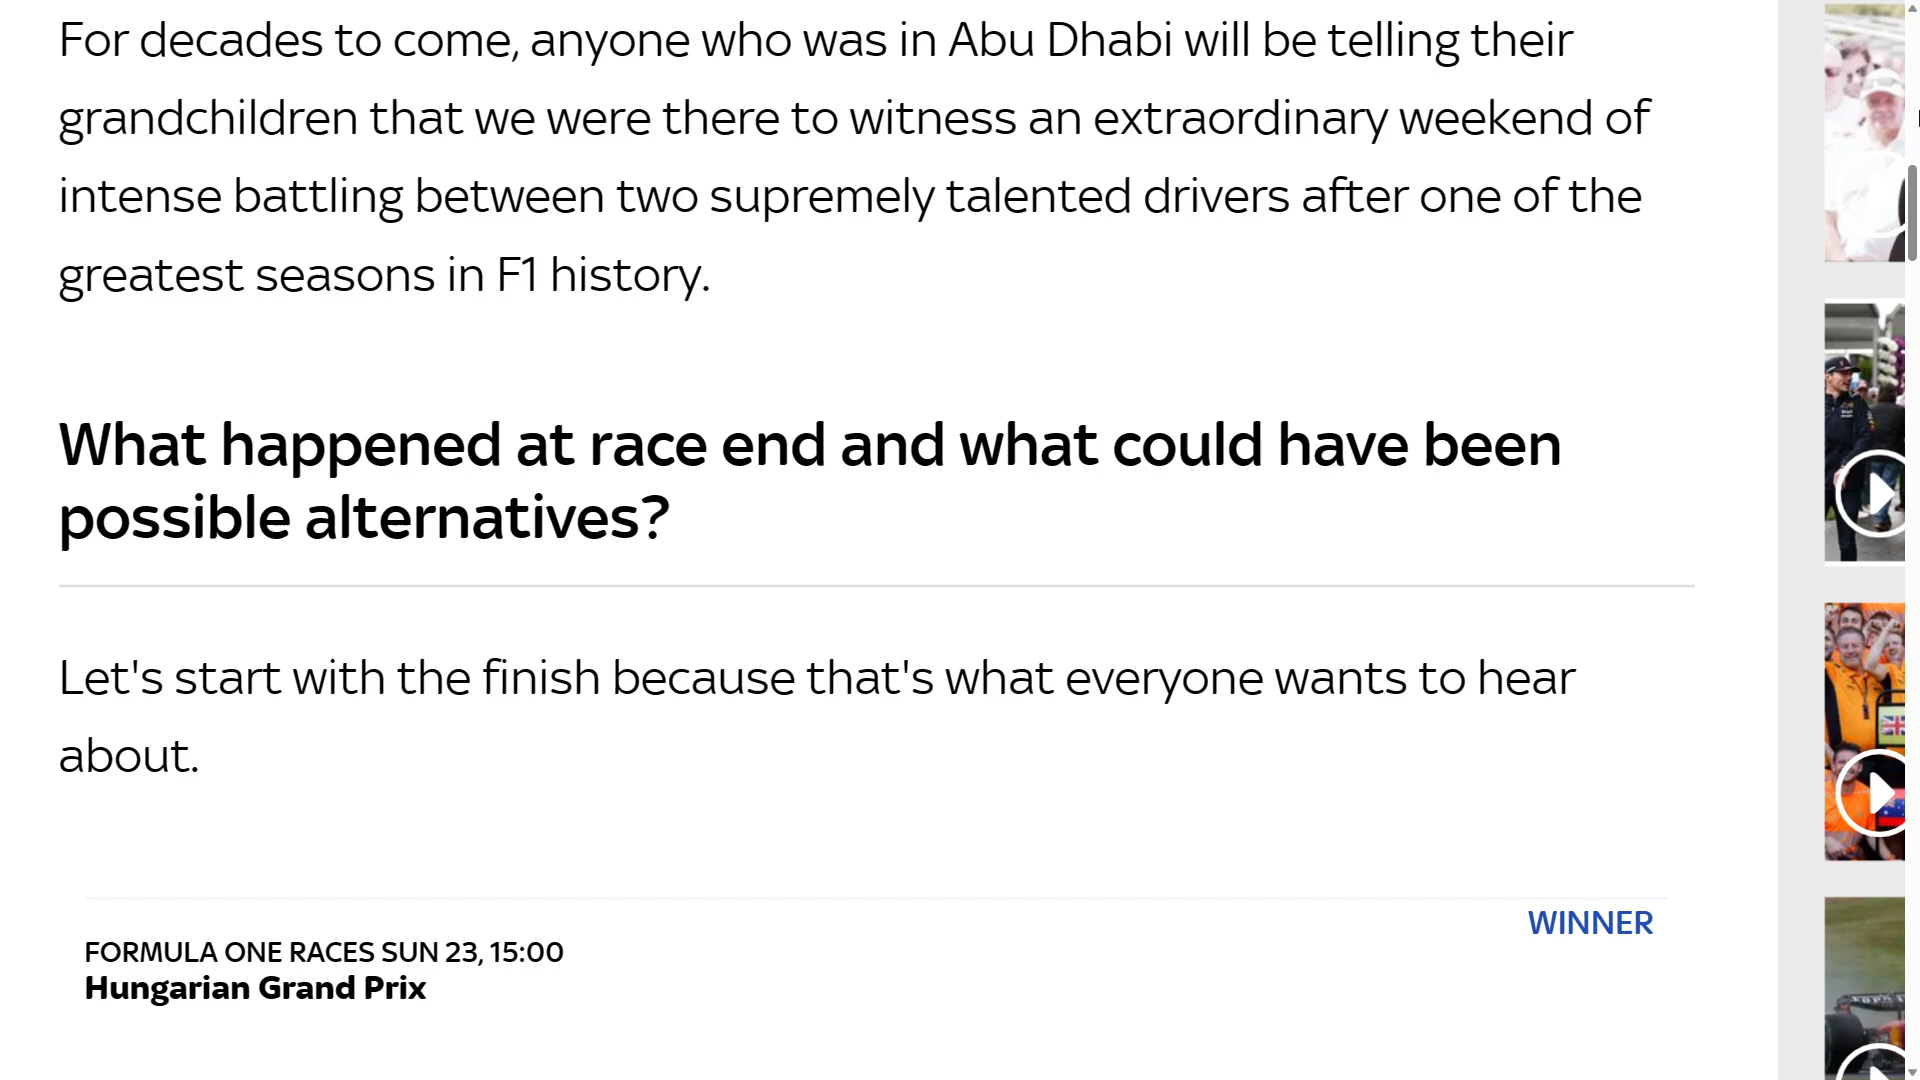 For decades to come, anyone who was in Abu Dhabi will be telling their
grandchildren that we were there to witness an extraordinary weekend of
intense battling between two supremely talented drivers after one of the
greatest seasons in F1 history.
What happened at race end and what could have been
possible alternatives?
Let's start with the finish because that's what everyone wants to hear
about.
WINNER
FORMULA ONE RACES SUN 23, 15:00
Hungarian Grand Prix